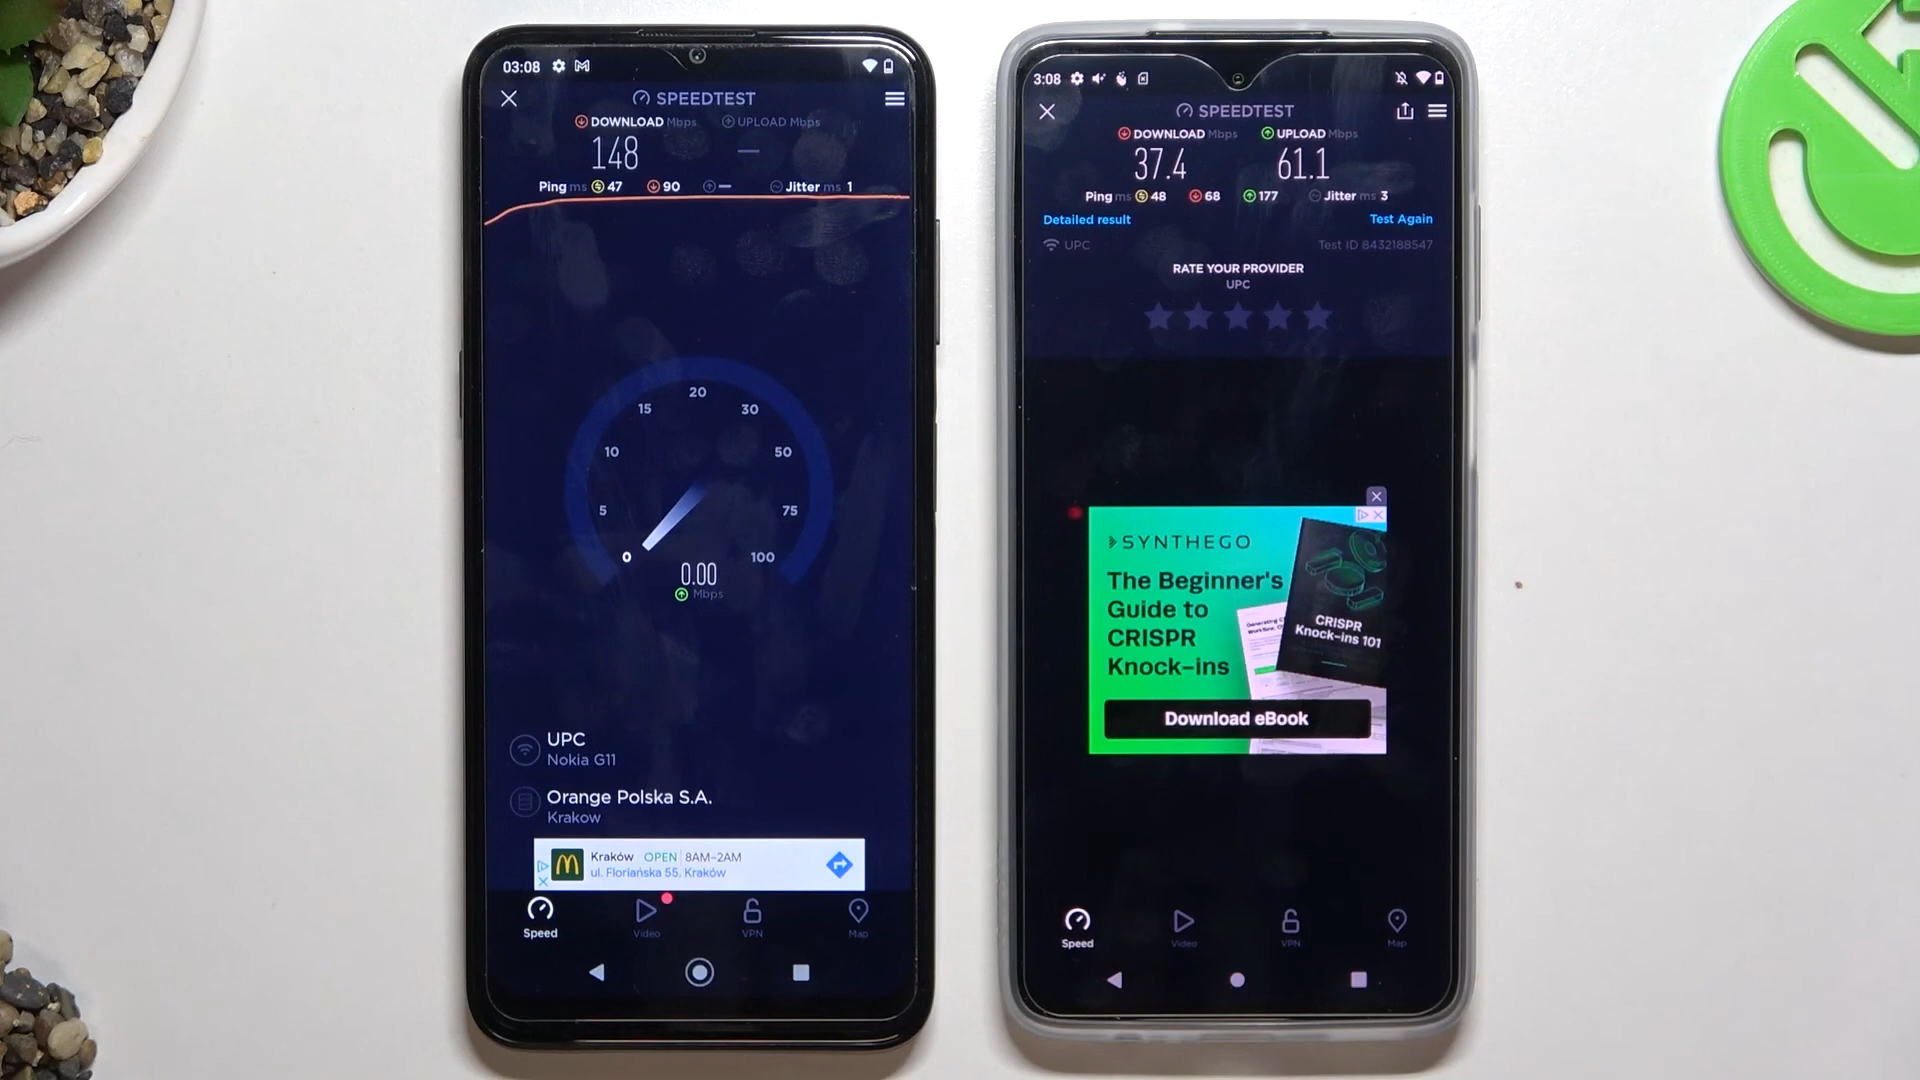 03:08
SPEEDTEST
DOWNLOAD Mbps UPLOAD Mbps
148 —
Ping ms 47 90 — Jitter ms 1
20
15 30
10 50
5 75
0 100
0.00
Mbps
UPC
Nokia G11
Orange Polska S.A.
Krakow
Kraków OPEN 8AM–2AM
ul. Floriańska 55, Kraków
Speed Video VPN Map
3:08
SPEEDTEST
DOWNLOAD Mbps UPLOAD Mbps
37.4 61.1
Ping ms 48 68 177 Jitter ms 3
Detailed result Test Again
UPC Test ID 8432188547
RATE YOUR PROVIDER
UPC
SYNTHEGO
The Beginner's
Guide to
CRISPR
Knock-ins
CRISPR
Knock-ins 101
Download eBook
Speed Video VPN Map